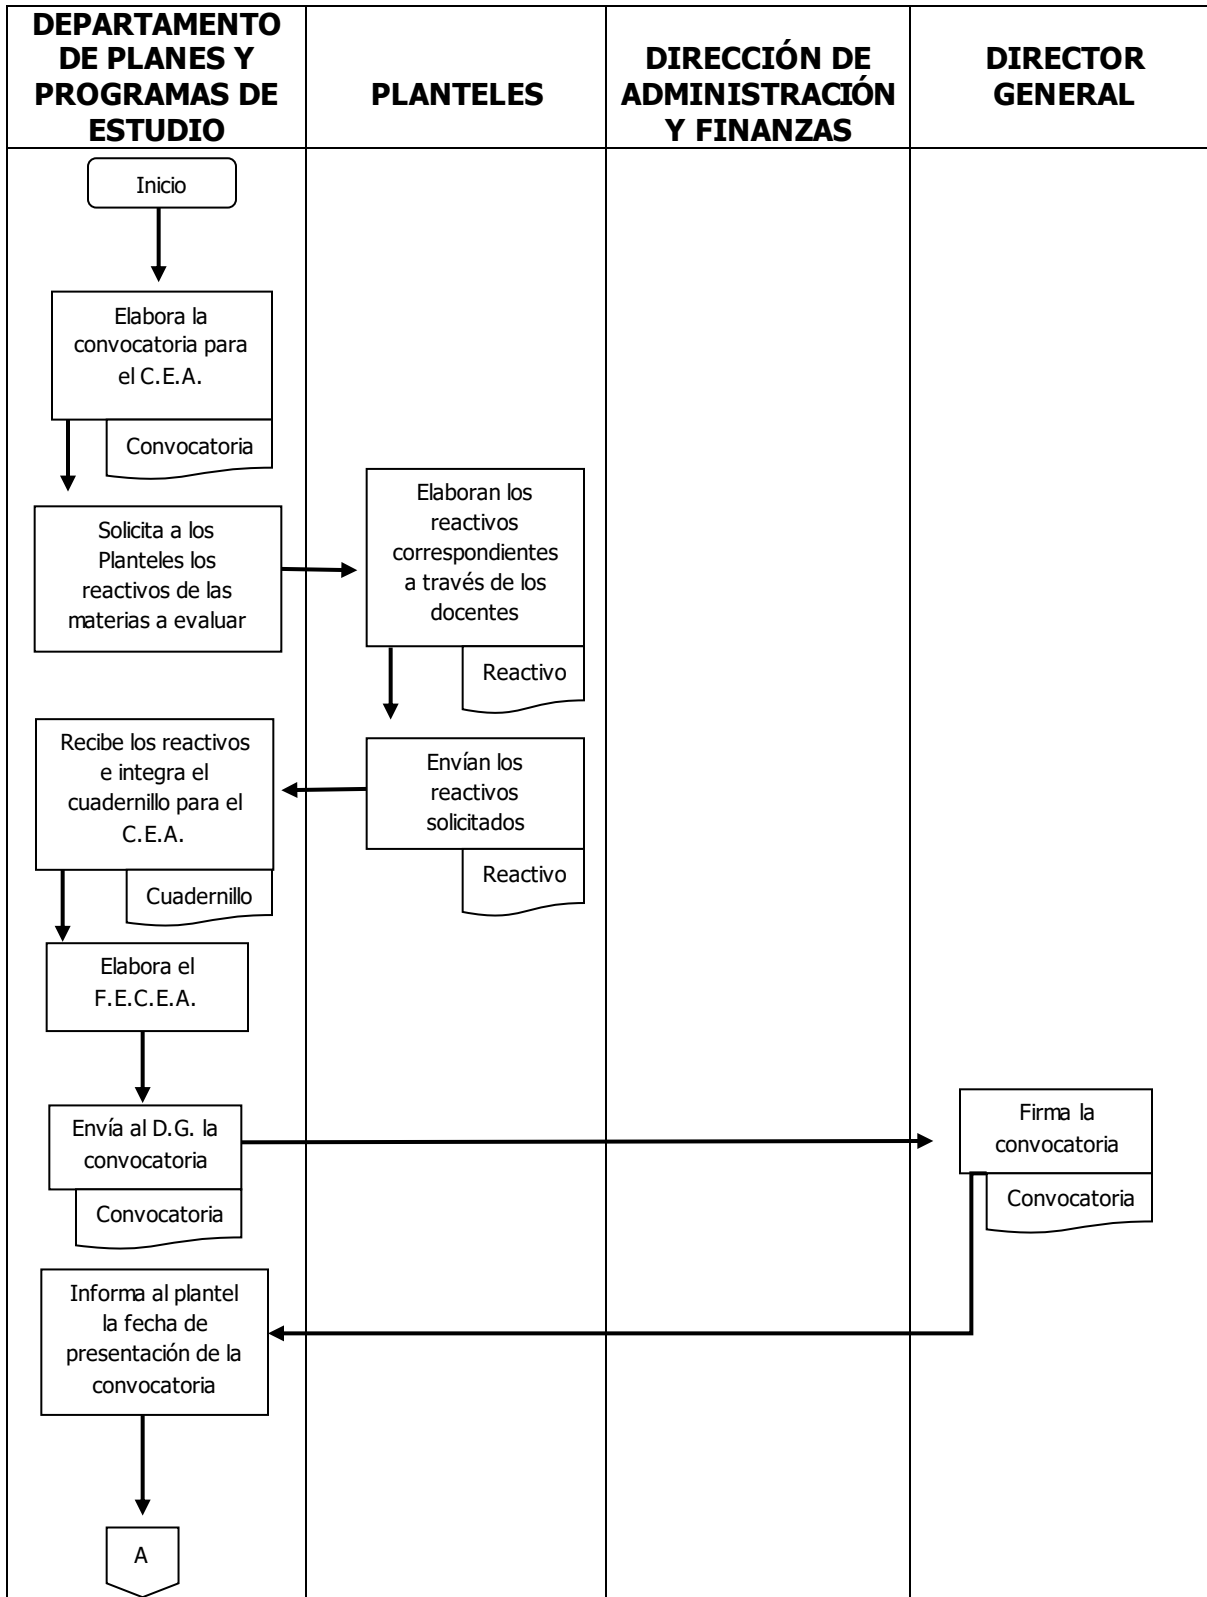 DEPARTAMENTO
DE PLANES Y
PROGRAMAS DE
ESTUDIO
PLANTELES
DIRECCIÓN DE
ADMINISTRACIÓN
Y FINANZAS
DIRECTOR
GENERAL
Inicio
Elabora la
convocatoria para
el C.E.A.
Convocatoria
Solicita a los
Planteles los
reactivos de las
materias a evaluar
Elaboran los
reactivos
correspondientes
a través de los
docentes
Reactivo
Envían los
reactivos
solicitados
Reactivo
Recibe los reactivos
e integra el
cuadernillo para el
C.E.A.
Cuadernillo
Elabora el
F.E.C.E.A.
Envía al D.G. la
convocatoria
Convocatoria
Firma la
convocatoria
Convocatoria
Informa al plantel
la fecha de
presentación de la
convocatoria
A